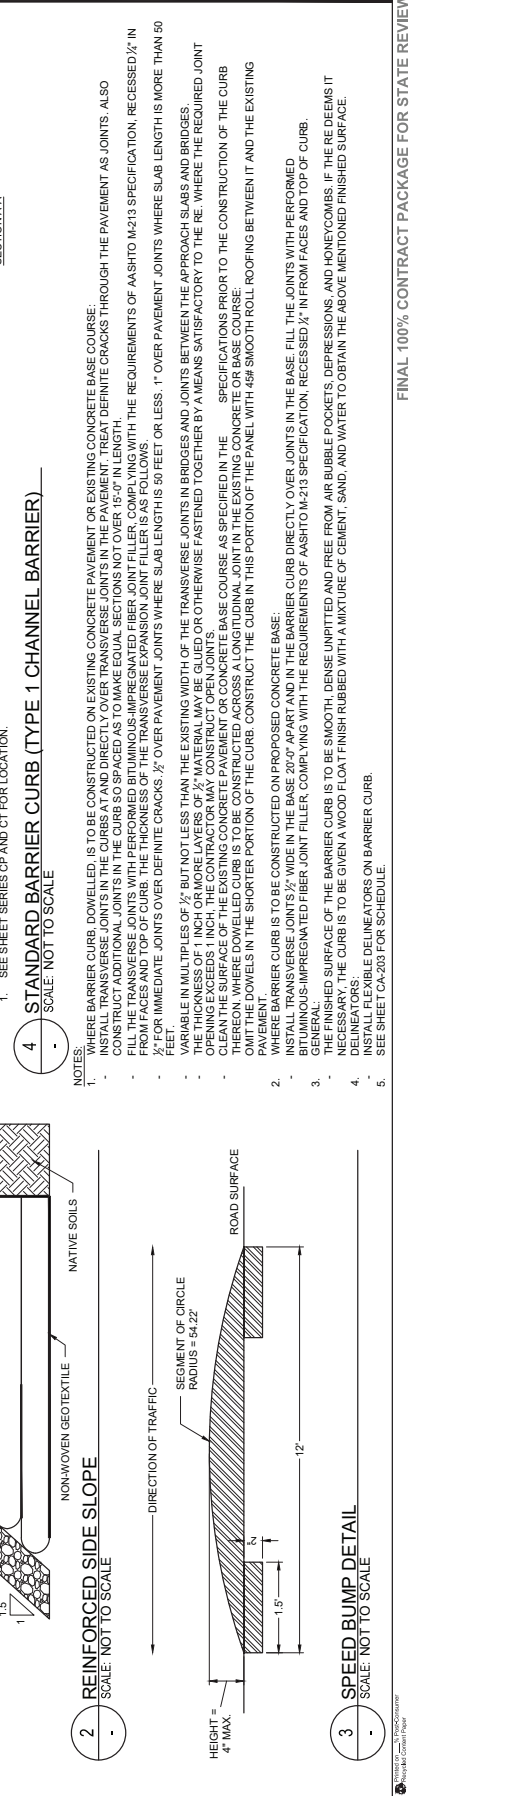 1.5
1
NON-WOVEN GEOTEXTILE
NATIVE SOILS
2
-
REINFORCED SIDE SLOPE
SCALE: NOT TO SCALE
DIRECTION OF TRAFFIC
SEGMENT OF CIRCLE
RADIUS = 54.22'
ROAD SURFACE
HEIGHT =
4" MAX.
2"
1.5'
12'
3
-
SPEED BUMP DETAIL
SCALE: NOT TO SCALE
1. SEE SHEET SERIES CP AND CT FOR LOCATION.
4
-
STANDARD BARRIER CURB (TYPE 1 CHANNEL BARRIER)
SCALE: NOT TO SCALE
NOTES:
1. WHERE BARRIER CURB, DOWELLED, IS TO BE CONSTRUCTED ON EXISTING CONCRETE PAVEMENT OR EXISTING CONCRETE BASE COURSE:
- INSTALL TRANSVERSE JOINTS IN THE CURBS AT AND DIRECTLY OVER TRANSVERSE JOINTS IN THE PAVEMENT. TREAT DEFINITE CRACKS THROUGH THE PAVEMENT AS JOINTS. ALSO
CONSTRUCT ADDITIONAL JOINTS IN THE CURB SO SPACED AS TO MAKE EQUAL SECTIONS NOT OVER 15'-0" IN LENGTH.
- FILL THE TRANSVERSE JOINTS WITH PERFORMED BITUMINOUS-IMPREGNATED FIBER JOINT FILLER, COMPLYING WITH THE REQUIREMENTS OF AASHTO M-213 SPECIFICATION, RECESSED ¼" IN
FROM FACES AND TOP OF CURB. THE THICKNESS OF THE TRANSVERSE EXPANSION JOINT FILLER IS AS FOLLOWS.
- ½" FOR IMMEDIATE JOINTS OVER DEFINITE CRACKS. ½" OVER PAVEMENT JOINTS WHERE SLAB LENGTH IS 50 FEET OR LESS. 1" OVER PAVEMENT JOINTS WHERE SLAB LENGTH IS MORE THAN 50
FEET.
- VARIABLE IN MULTIPLES OF ½" BUT NOT LESS THAN THE EXISTING WIDTH OF THE TRANSVERSE JOINTS IN BRIDGES AND JOINTS BETWEEN THE APPROACH SLABS AND BRIDGES.
- THE THICKNESS OF 1 INCH OR MORE LAYERS OF ½" MATERIAL MAY BE GLUED OR OTHERWISE FASTENED TOGETHER BY A MEANS SATISFACTORY TO THE RE. WHERE THE REQUIRED JOINT
OPENING EXCEEDS 1 INCH, THE CONTRACTOR MAY CONSTRUCT OPEN JOINTS.
- CLEAN THE SURFACE OF THE EXISTING CONCRETE PAVEMENT OR CONCRETE BASE COURSE AS SPECIFIED IN THE SPECIFICATIONS PRIOR TO THE CONSTRUCTION OF THE CURB
THEREON. WHERE DOWELLED CURB IS TO BE CONSTRUCTED ACROSS A LONGITUDINAL JOINT IN THE EXISTING CONCRETE OR BASE COURSE:
- OMIT THE DOWELS IN THE SHORTER PORTION OF THE CURB. CONSTRUCT THE CURB IN THIS PORTION OF THE PANEL WITH 45# SMOOTH ROLL ROOFING BETWEEN IT AND THE EXISTING
PAVEMENT.
2. WHERE BARRIER CURB IS TO BE CONSTRUCTED ON PROPOSED CONCRETE BASE:
- INSTALL TRANSVERSE JOINTS ½" WIDE IN THE BASE 20'-0" APART AND IN THE BARRIER CURB DIRECTLY OVER JOINTS IN THE BASE. FILL THE JOINTS WITH PERFORMED
BITUMINOUS-IMPREGNATED FIBER JOINT FILLER, COMPLYING WITH THE REQUIREMENTS OF AASHTO M-213 SPECIFICATION, RECESSED ¼" IN FROM FACES AND TOP OF CURB.
3. GENERAL:
- THE FINISHED SURFACE OF THE BARRIER CURB IS TO BE SMOOTH, DENSE UNPITTED AND FREE FROM AIR BUBBLE POCKETS, DEPRESSIONS, AND HONEYCOMBS. IF THE RE DEEMS IT
NECESSARY, THE CURB IS TO BE GIVEN A WOOD FLOAT FINISH RUBBED WITH A MIXTURE OF CEMENT, SAND, AND WATER TO OBTAIN THE ABOVE MENTIONED FINISHED SURFACE.
4. DELINEATORS:
- INSTALL FLEXIBLE DELINEATORS ON BARRIER CURB.
5. SEE SHEET CA-203 FOR SCHEDULE.
Printed on ___% Post-Consumer
Recycled Content Paper
FINAL 100% CONTRACT PACKAGE FOR STATE REVIEW